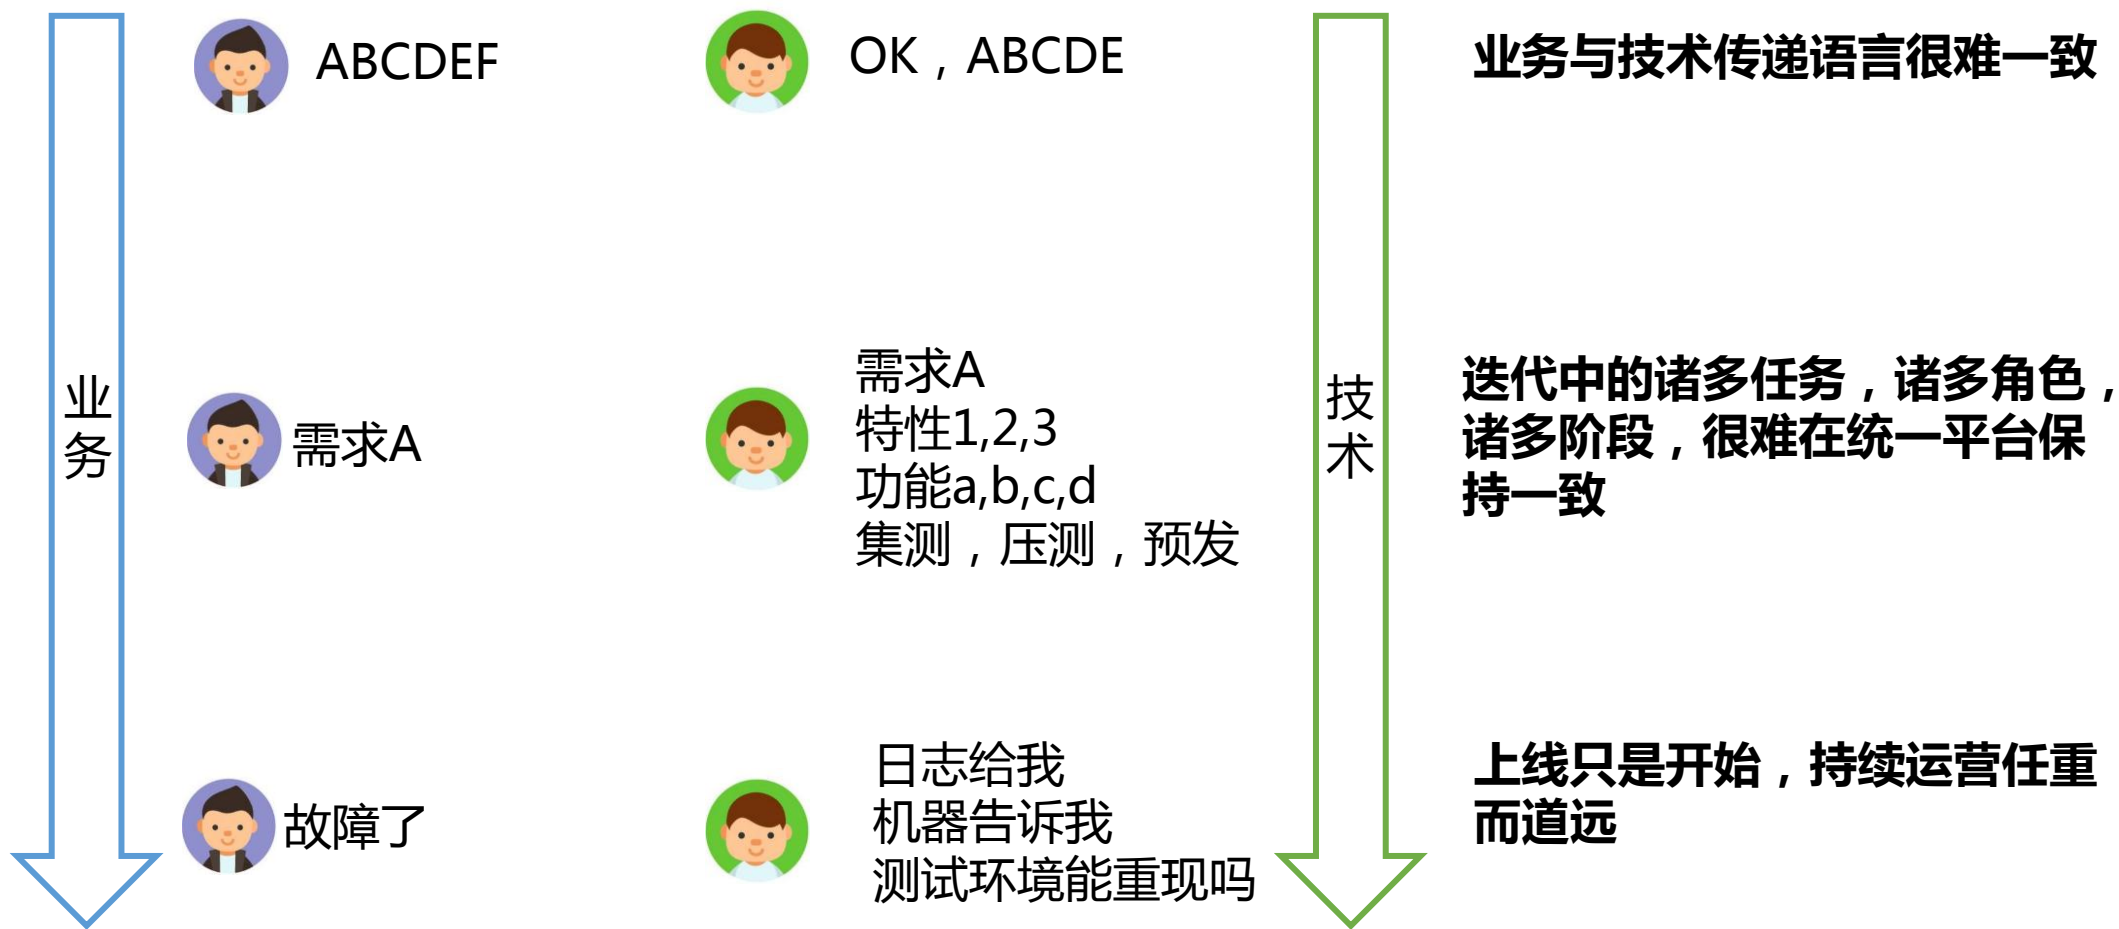 ABCDEF
OK，ABCDE
业务与技术传递语言很难一致
业务
需求A
需求A
特性1,2,3
功能a,b,c,d
集测，压测，预发
技术
迭代中的诸多任务，诸多角色，
诸多阶段，很难在统一平台保
持一致
故障了
日志给我
机器告诉我
测试环境能重现吗
上线只是开始，持续运营任重
而道远